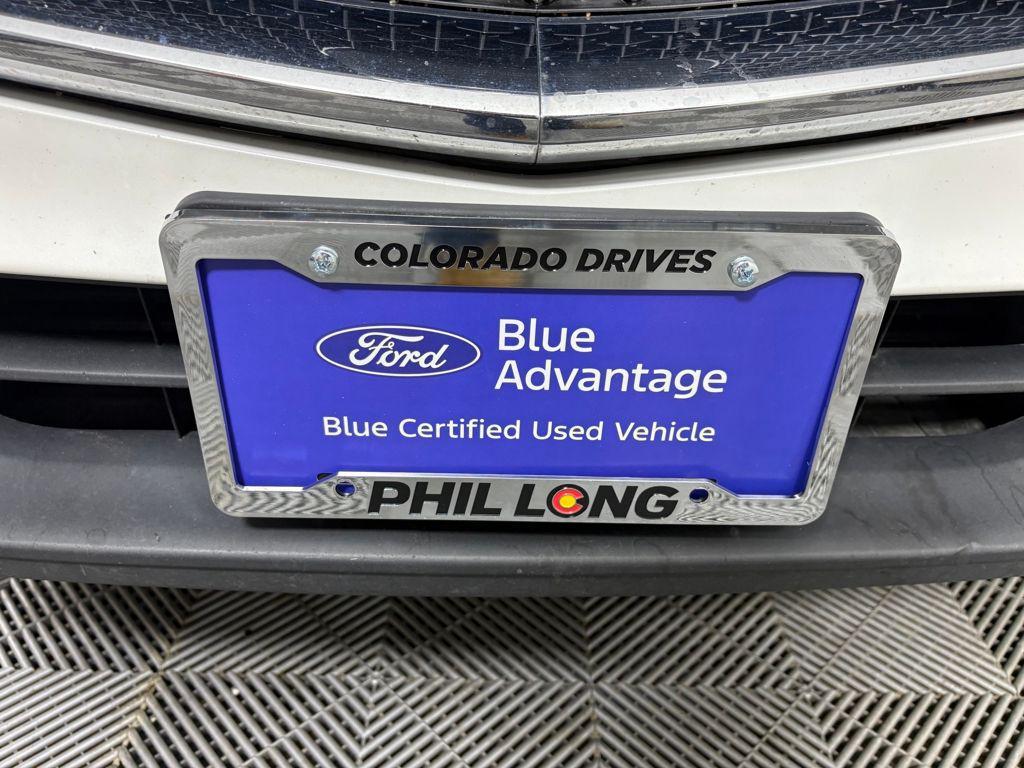 COLORADO DRIVES
Ford
Blue
Advantage
Blue Certified Used Vehicle
PHIL LONG